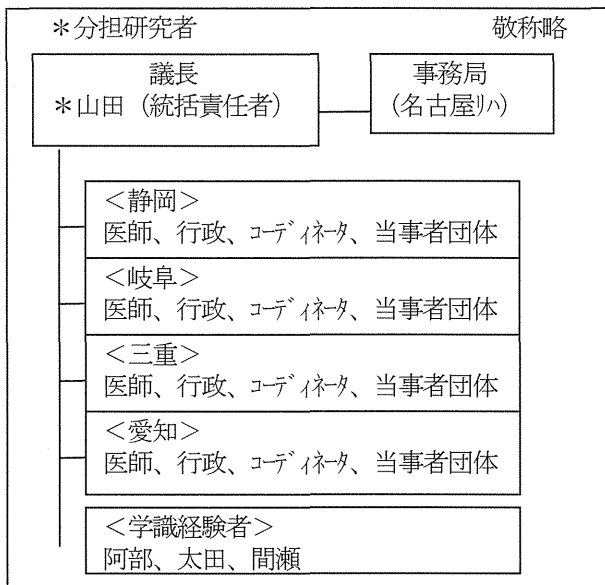 ＊分担研究者　敬称略
議長
＊山田（統括責任者）
事務局
（名古屋ﾘﾊ）
＜静岡＞
医師、行政、ｺｰﾃﾞｨﾈｰﾀ、当事者団体
＜岐阜＞
医師、行政、ｺｰﾃﾞｨﾈｰﾀ、当事者団体
＜三重＞
医師、行政、ｺｰﾃﾞｨﾈｰﾀ、当事者団体
＜愛知＞
医師、行政、ｺｰﾃﾞｨﾈｰﾀ、当事者団体
＜学識経験者＞
阿部、太田、間瀬